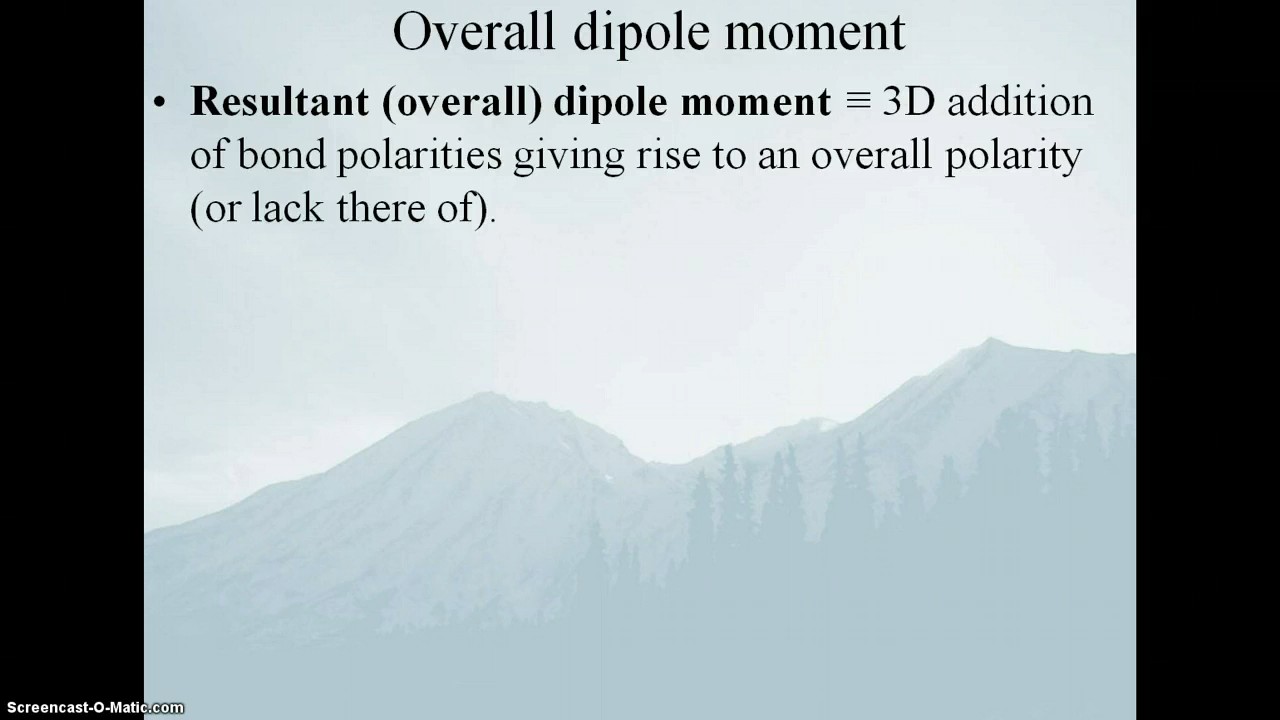 Overall dipole moment
• Resultant (overall) dipole moment ≡ 3D addition
of bond polarities giving rise to an overall polarity
(or lack there of).
Screencast-O-Matic.com